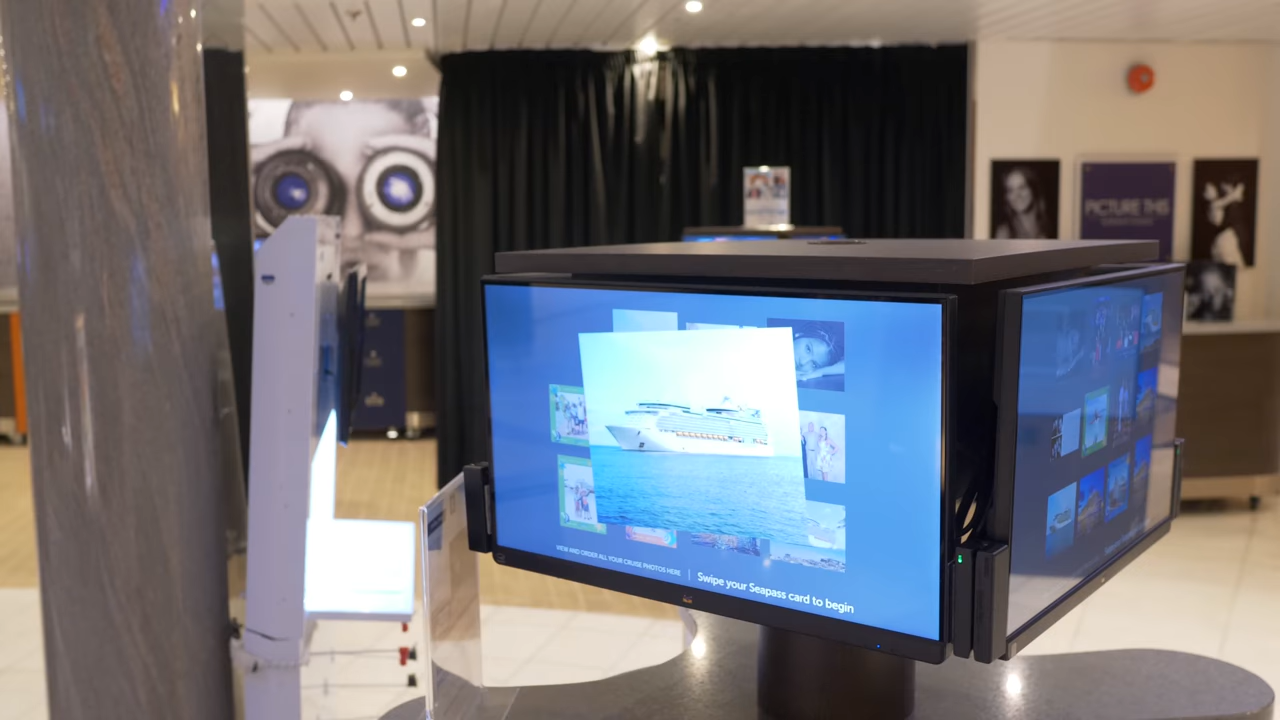 PICTURE THIS
VIEW AND ORDER ALL YOUR CRUISE PHOTOS HERE
Swipe your Seapass card to begin